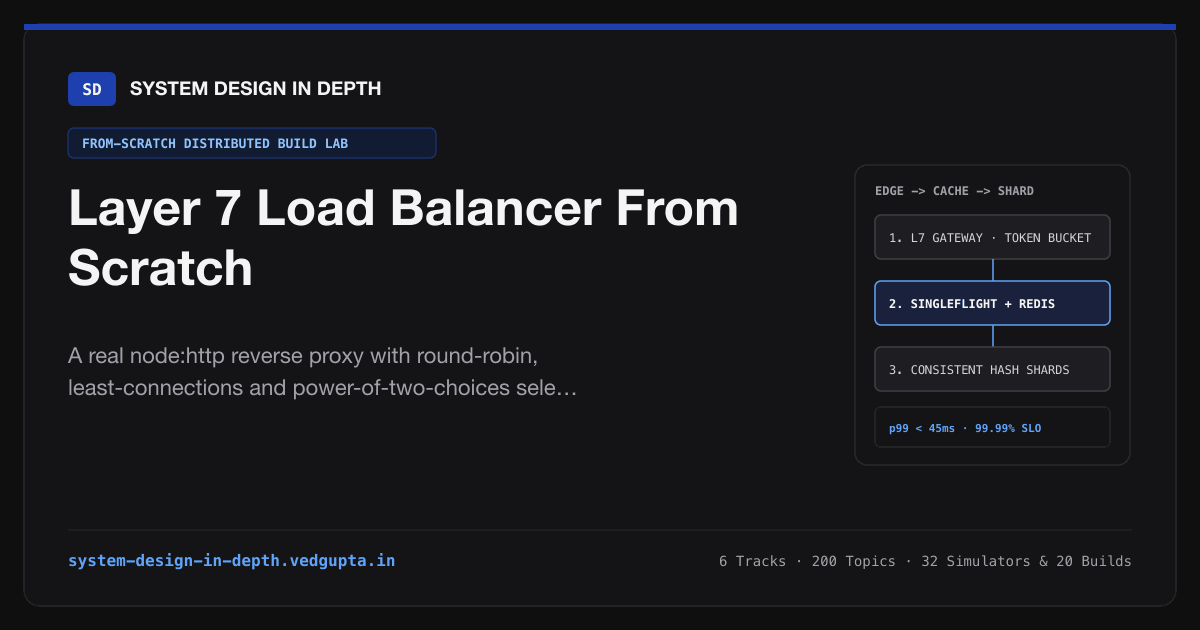 SD
SYSTEM DESIGN IN DEPTH
FROM-SCRATCH DISTRIBUTED BUILD LAB
Layer 7 Load Balancer From
Scratch
A real node:http reverse proxy with round-robin,
least-connections and power-of-two-choices sele…
EDGE -> CACHE -> SHARD
1. L7 GATEWAY · TOKEN BUCKET
2. SINGLEFLIGHT + REDIS
3. CONSISTENT HASH SHARDS
p99 < 45ms · 99.99% SLO
system-design-in-depth.vedgupta.in
6 Tracks · 200 Topics · 32 Simulators & 20 Builds